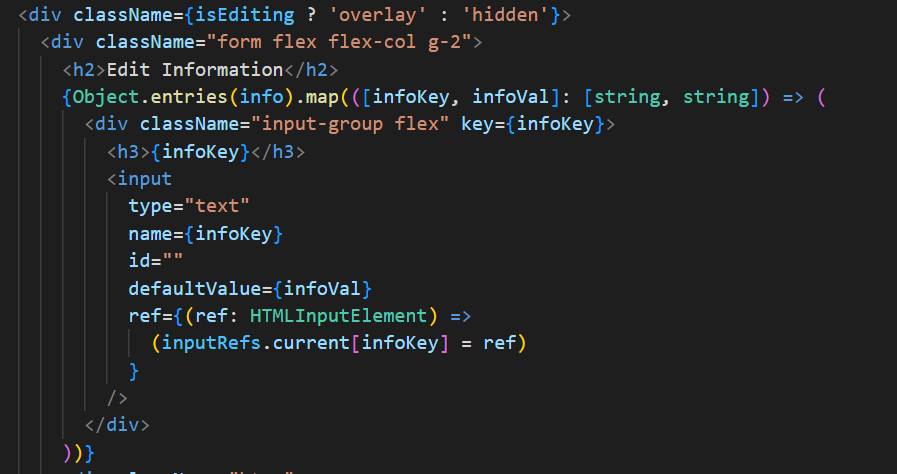 <div className={isEditing ? 'overlay' : 'hidden'}>
<div className="form flex flex-col g-2">
<h2>Edit Information</h2>
{Object.entries(info).map(([infoKey, infoVal]: [string, string]) => (
<div className="input-group flex" key={infoKey}>
<h3>{infoKey}</h3>
<input
type="text"
name={infoKey}
id=""
defaultValue={infoVal}
ref={(ref: HTMLInputElement) =>
(inputRefs.current[infoKey] = ref)
}
/>
</div>
))}